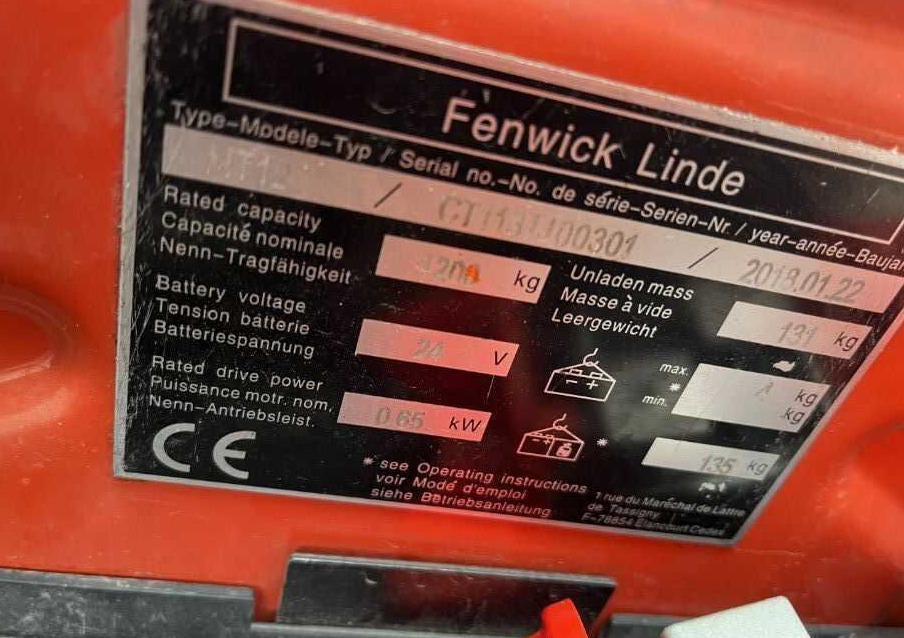 Fenwick Linde
Type-Modele-Typ / Serial no.-No. de série-Serien-Nr. / year-année-Baujahr
MT12 / / 2018.01.22
Rated capacity
Capacité nominale
Nenn-Tragfähigkeit
1200 kg
Unladen mass
Masse à vide
Leergewicht
131 kg
Battery voltage
Tension batterie
Batteriespannung
24 V
max.
*
min.
kg
kg
Rated drive power
Puissance motr. nom.
Nenn-Antriebsleist.
0.65 kW
*
135 kg
CE
* see Operating instructions
voir Mode d'emploi
siehe Betriebsanleitung
1 rue du Maréchal de Lattre
de Tassigny
F-78854 Elancourt Cedex